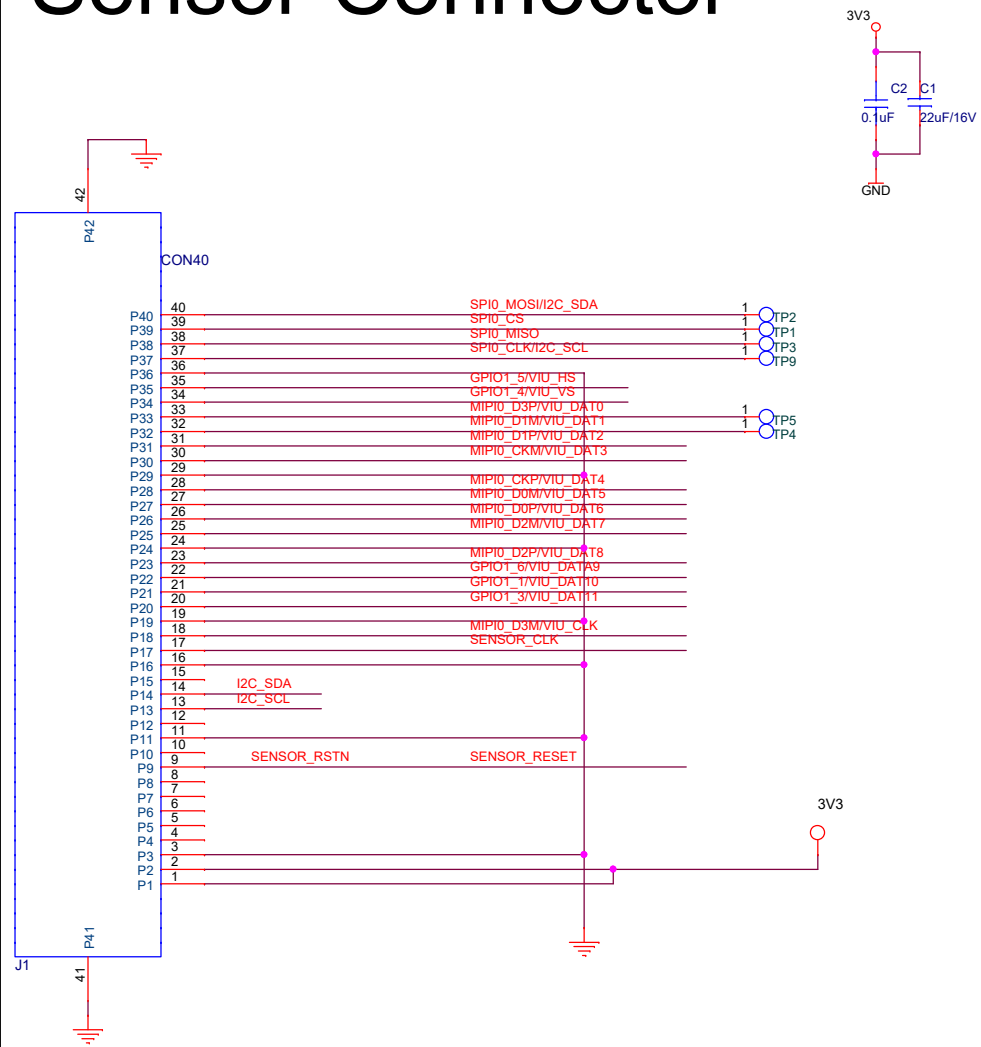 Sensor Connector
3V3
C2 C1
0.1uF 22uF/16V
GND
42
P42
CON40
P40 40 SPI0_MOSI/I2C_SDA 1 TP2
P39 39 SPI0_CS 1 TP1
P38 38 SPI0_MISO 1 TP3
P37 37 SPI0_CLK/I2C_SCL 1 TP9
P36 36
P35 35 GPIO1_5/VIU_HS
P34 34 GPIO1_4/VIU_VS
P33 33 MIPI0_D3P/VIU_DAT0 1 TP5
P32 32 MIPI0_D1M/VIU_DAT1 1 TP4
P31 31 MIPI0_D1P/VIU_DAT2
P30 30 MIPI0_CKM/VIU_DAT3
P29 29
P28 28 MIPI0_CKP/VIU_DAT4
P27 27 MIPI0_D0M/VIU_DAT5
P26 26 MIPI0_D0P/VIU_DAT6
P25 25 MIPI0_D2M/VIU_DAT7
P24 24
P23 23 MIPI0_D2P/VIU_DAT8
P22 22 GPIO1_6/VIU_DATA9
P21 21 GPIO1_1/VIU_DAT10
P20 20 GPIO1_3/VIU_DAT11
P19 19
P18 18 MIPI0_D3M/VIU_CLK
P17 17 SENSOR_CLK
P16 16
P15 15
P14 14 I2C_SDA
P13 13 I2C_SCL
P12 12
P11 11
P10 10
P9 9 SENSOR_RSTN SENSOR_RESET
P8 8
P7 7
P6 6
P5 5
P4 4
P3 3
P2 2
P1 1
3V3
P41
J1
41